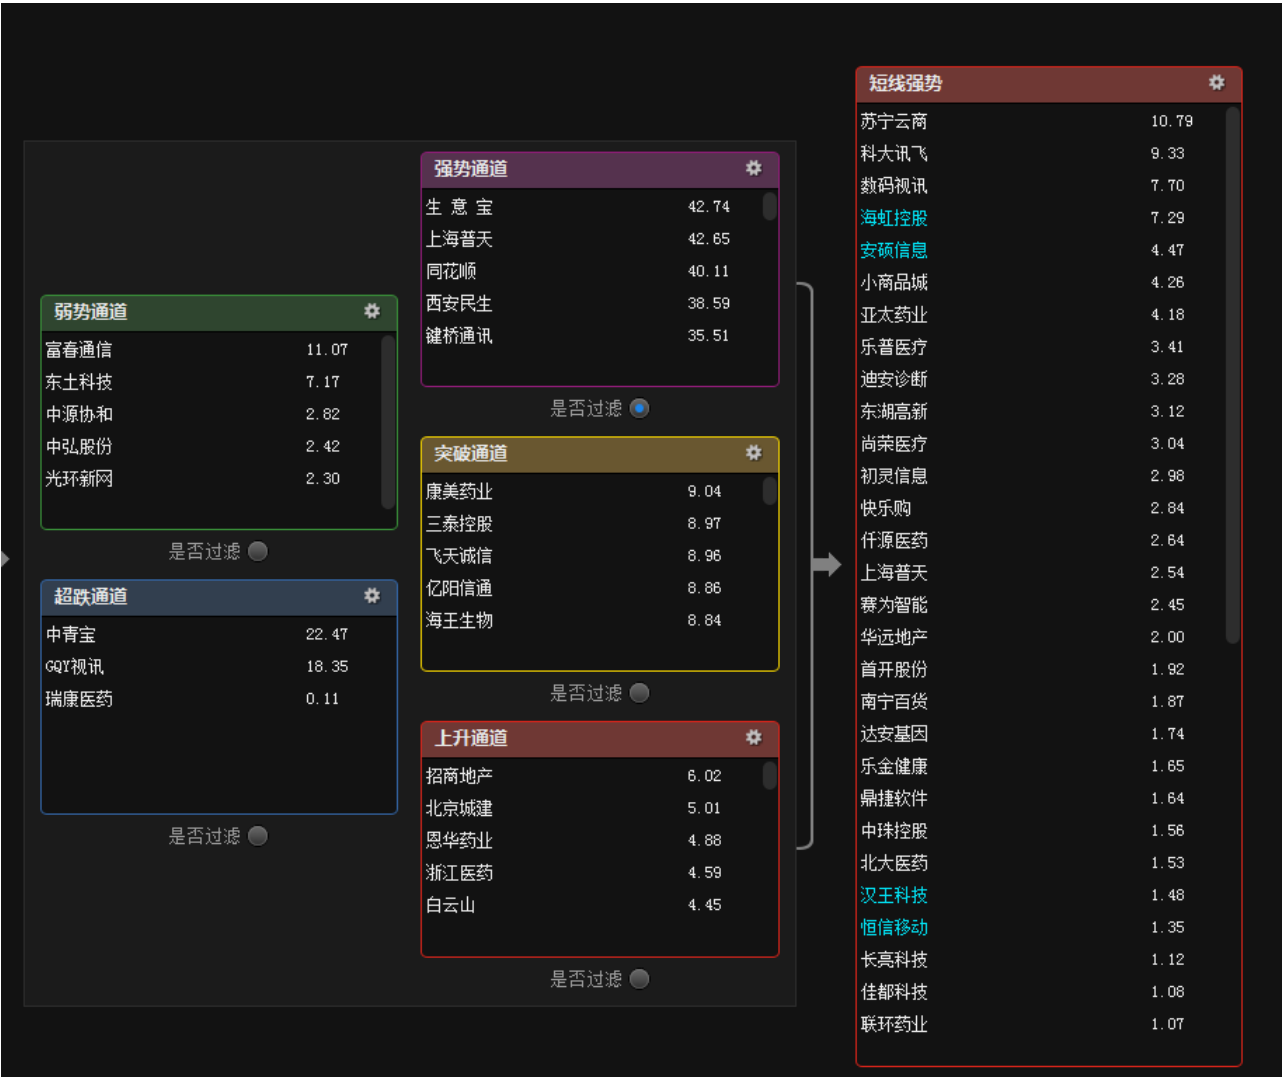 弱势通道
富春通信 11.07
东土科技 7.17
中源协和 2.82
中弘股份 2.42
光环新网 2.30
是否过滤
超跌通道
中青宝 22.47
GQY视讯 18.35
瑞康医药 0.11
是否过滤
强势通道
生 意 宝 42.74
上海普天 42.65
同花顺 40.11
西安民生 38.59
键桥通讯 35.51
是否过滤
突破通道
康美药业 9.04
三泰控股 8.97
飞天诚信 8.96
亿阳信通 8.86
海王生物 8.84
是否过滤
上升通道
招商地产 6.02
北京城建 5.01
恩华药业 4.88
浙江医药 4.59
白云山 4.45
是否过滤
短线强势
苏宁云商 10.79
科大讯飞 9.33
数码视讯 7.70
海虹控股 7.29
安硕信息 4.47
小商品城 4.26
亚太药业 4.18
乐普医疗 3.41
迪安诊断 3.28
东湖高新 3.12
尚荣医疗 3.04
初灵信息 2.98
快乐购 2.84
仟源医药 2.64
上海普天 2.54
赛为智能 2.45
华远地产 2.00
首开股份 1.92
南宁百货 1.87
达安基因 1.74
乐金健康 1.65
鼎捷软件 1.64
中珠控股 1.56
北大医药 1.53
汉王科技 1.48
恒信移动 1.35
长亮科技 1.12
佳都科技 1.08
联环药业 1.07